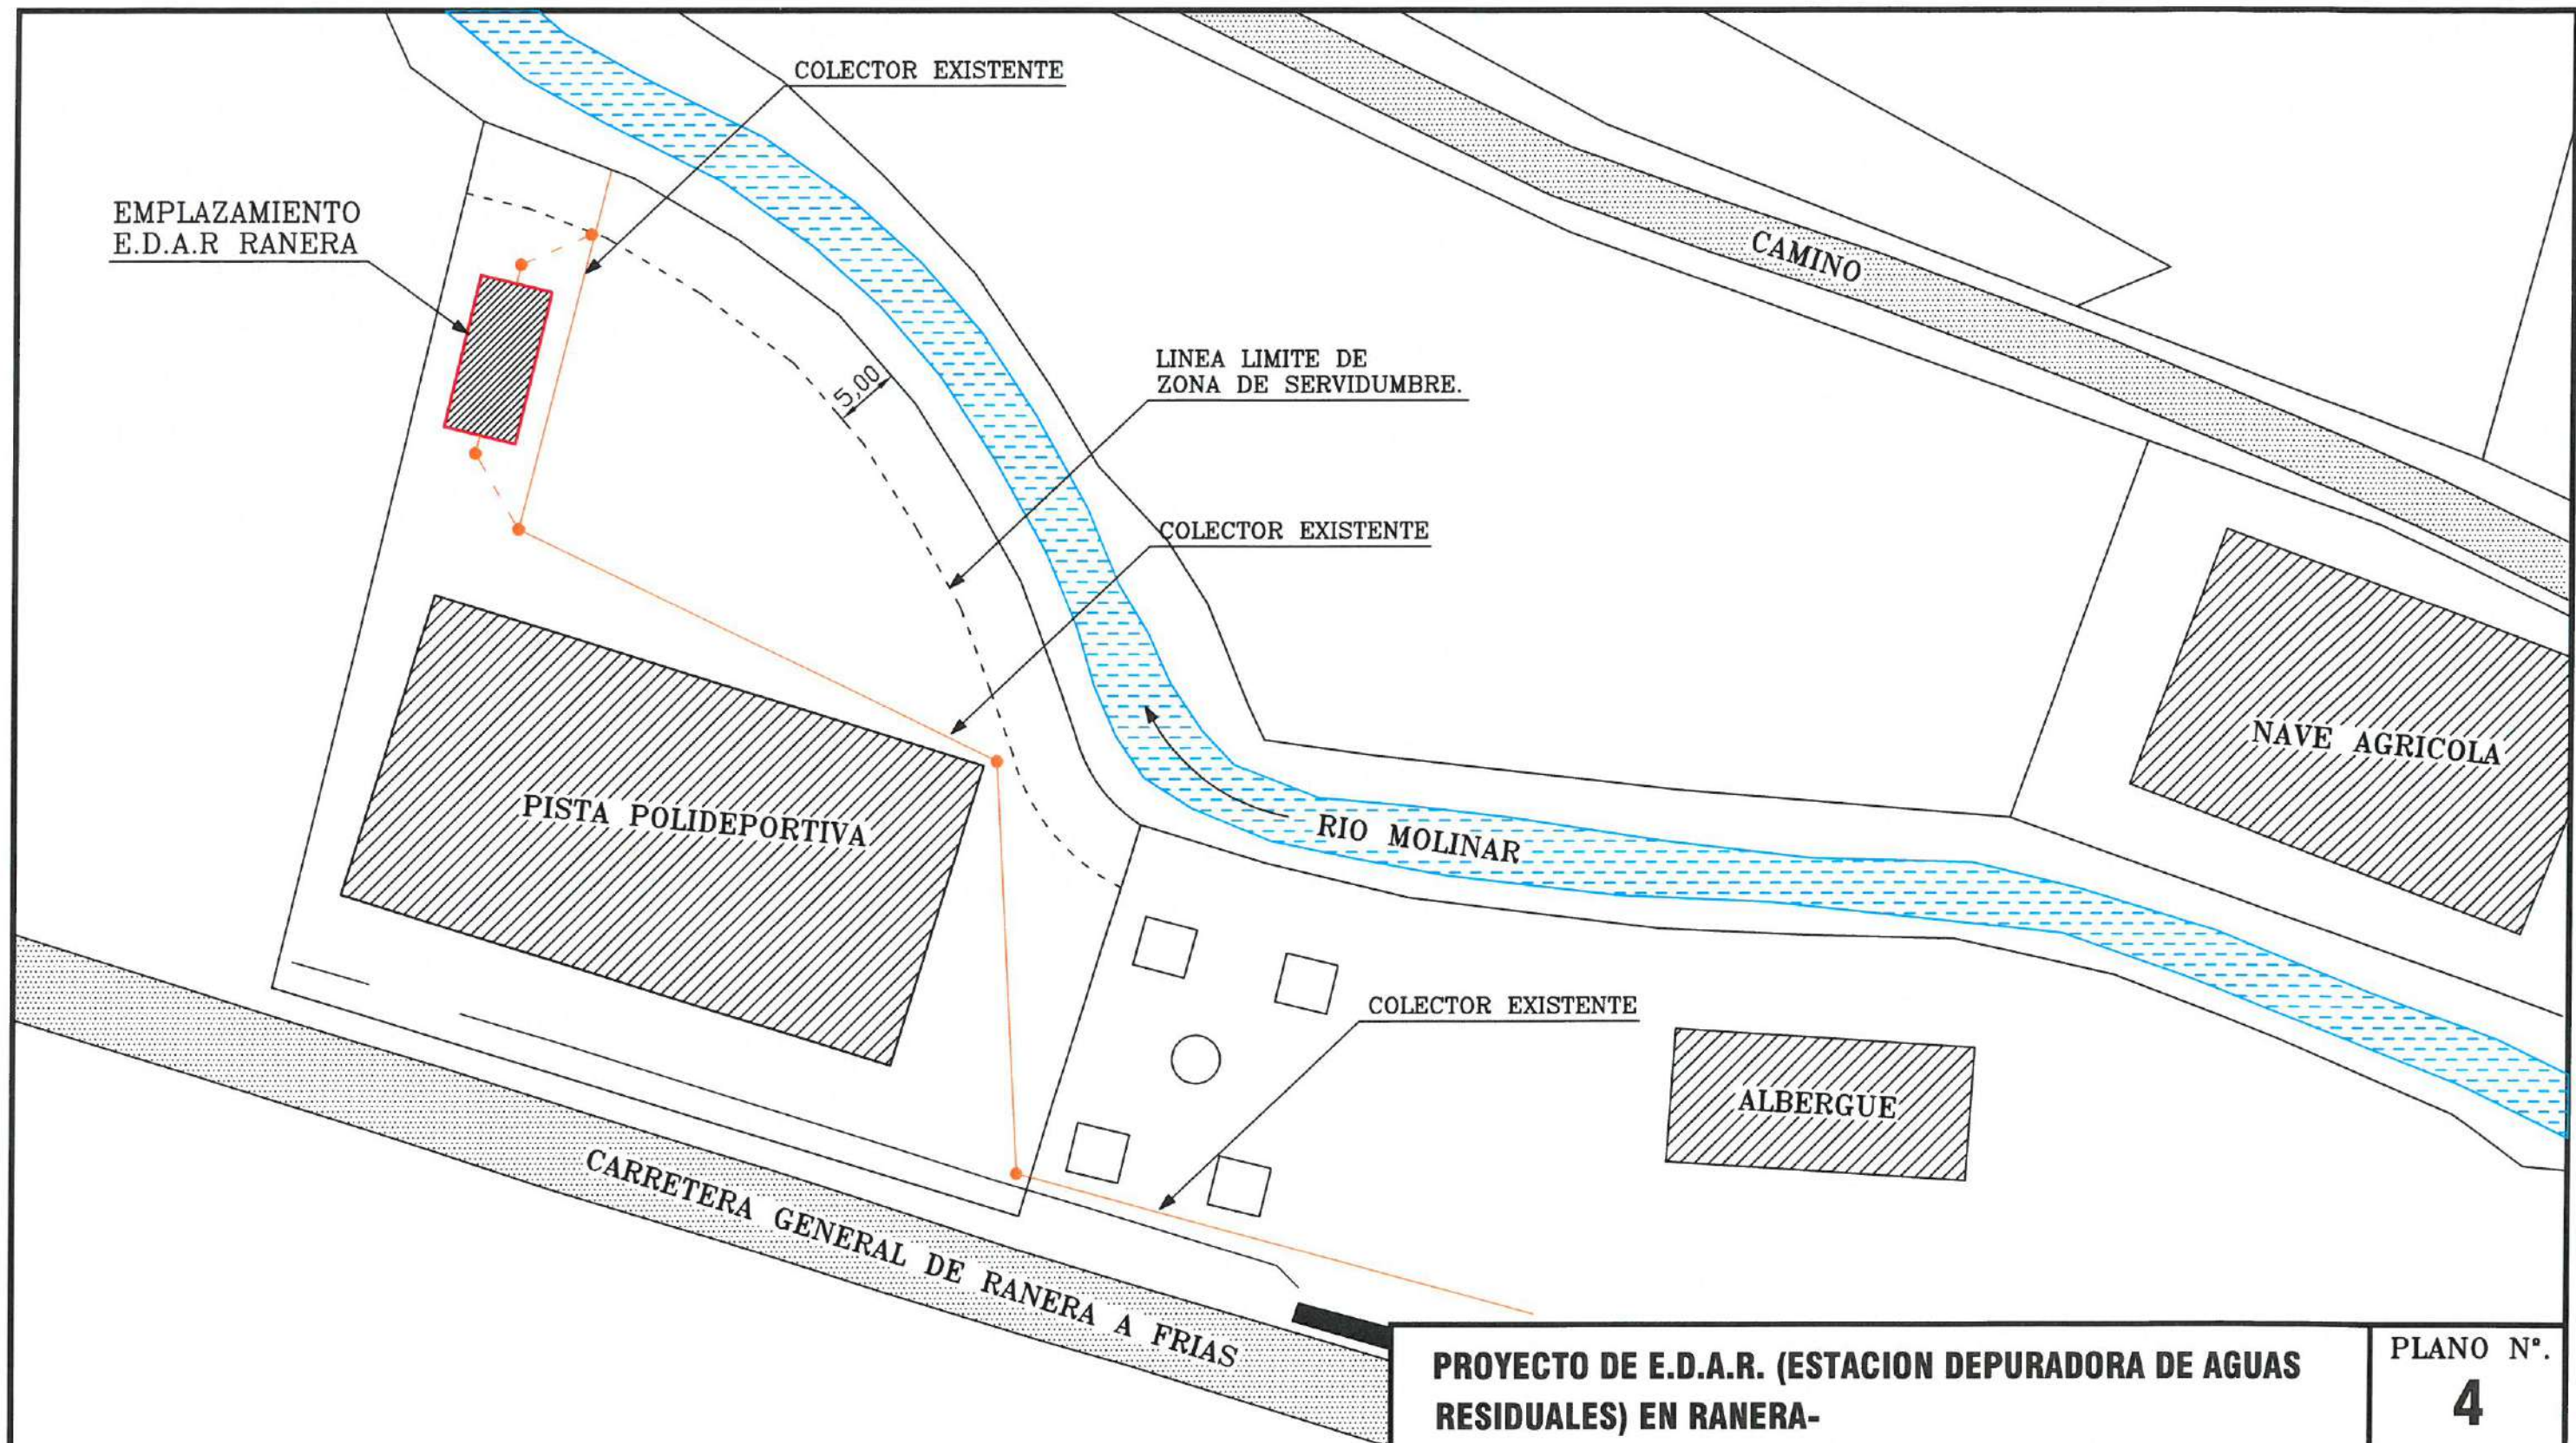 COLECTOR EXISTENTE
EMPLAZAMIENTO
E.D.A.R RANERA
CAMINO
LINEA LIMITE DE
ZONA DE SERVIDUMBRE.
5,00
COLECTOR EXISTENTE
NAVE AGRICOLA
PISTA POLIDEPORTIVA
RIO MOLINAR
COLECTOR EXISTENTE
ALBERGUE
CARRETERA GENERAL DE RANERA A FRIAS
PROYECTO DE E.D.A.R. (ESTACION DEPURADORA DE AGUAS
RESIDUALES) EN RANERA-
PLANO Nº.
4